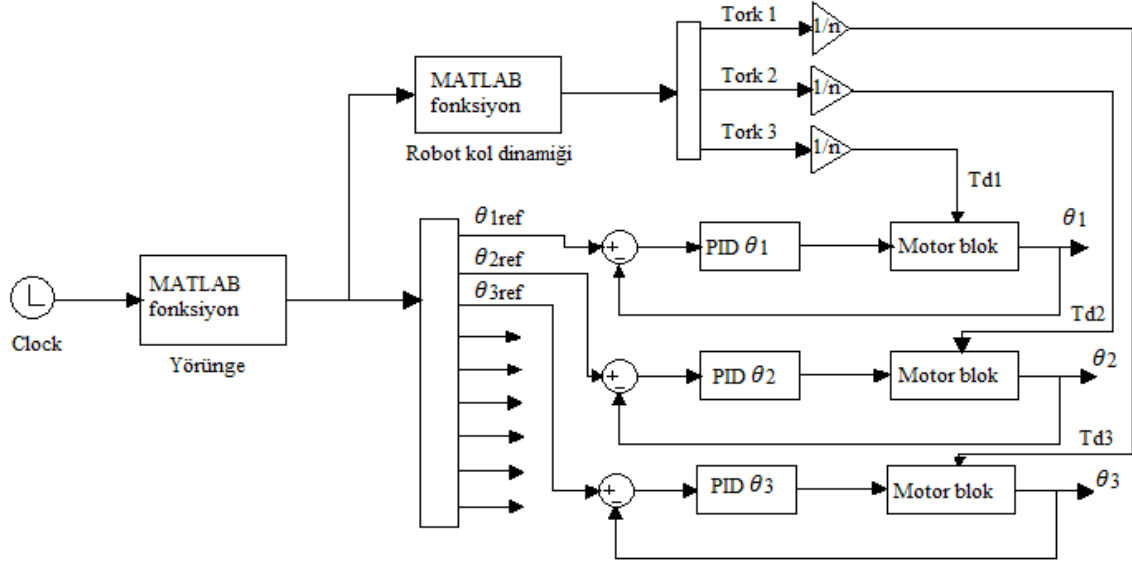 Tork 1
1/n
Tork 2
1/n
Tork 3
1/n
MATLAB
fonksiyon
Robot kol dinamiği
Td1
θ1ref
PID θ1
Motor blok
θ1
θ2ref
θ3ref
MATLAB
fonksiyon
Yörünge
Clock
Td2
PID θ2
Motor blok
θ2
Td3
PID θ3
Motor blok
θ3